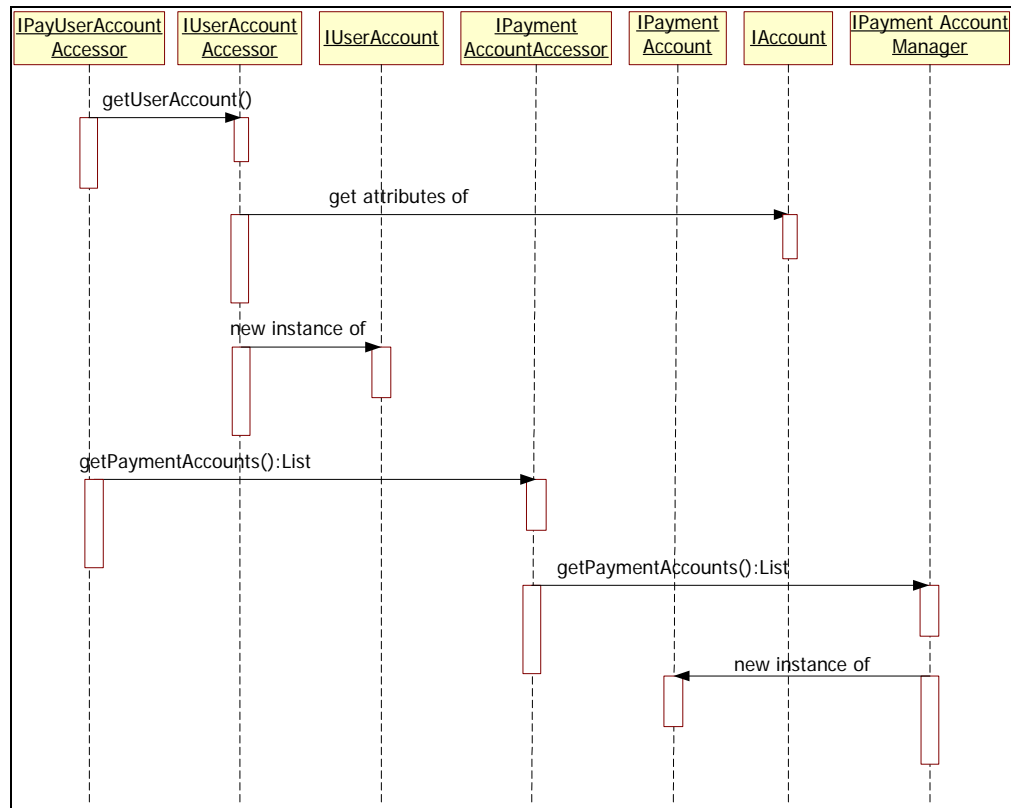 IPayUserAccount
Accessor
IUserAccount
Accessor
IUserAccount
IPayment
AccountAccessor
IPayment
Account
IAccount
IPayment Account
Manager
getUserAccount()
get attributes of
new instance of
getPaymentAccounts():List
getPaymentAccounts():List
new instance of